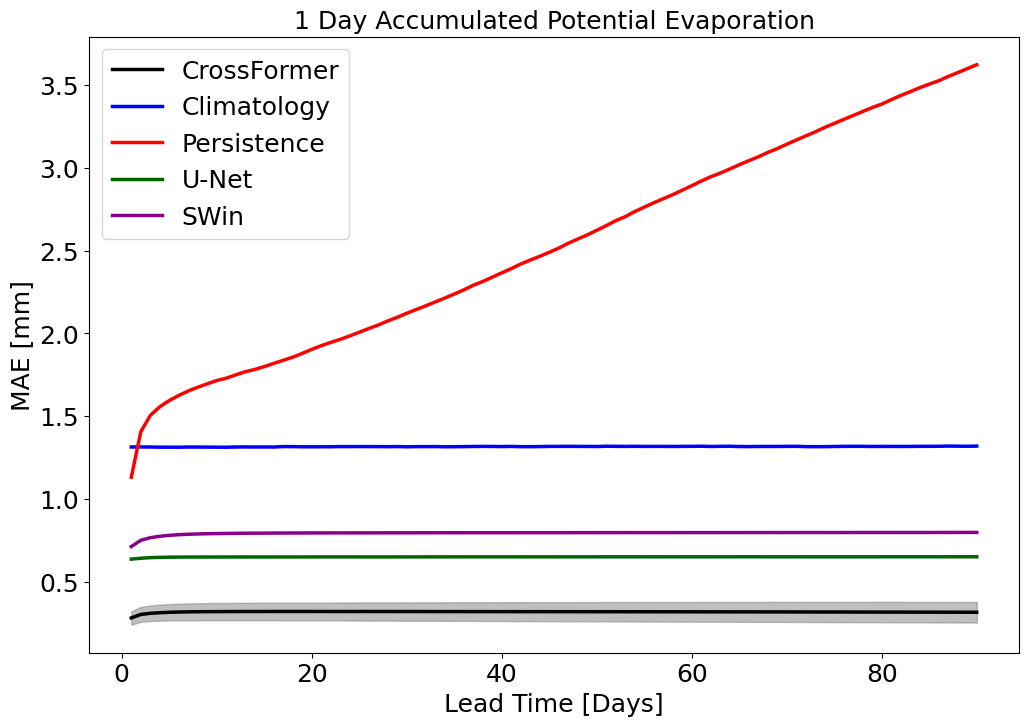 1 Day Accumulated Potential Evaporation
CrossFormer
Climatology
Persistence
U-Net
SWin
MAE [mm]
3.5
3.0
2.5
2.0
1.5
1.0
0.5
0 20 40 60 80
Lead Time [Days]